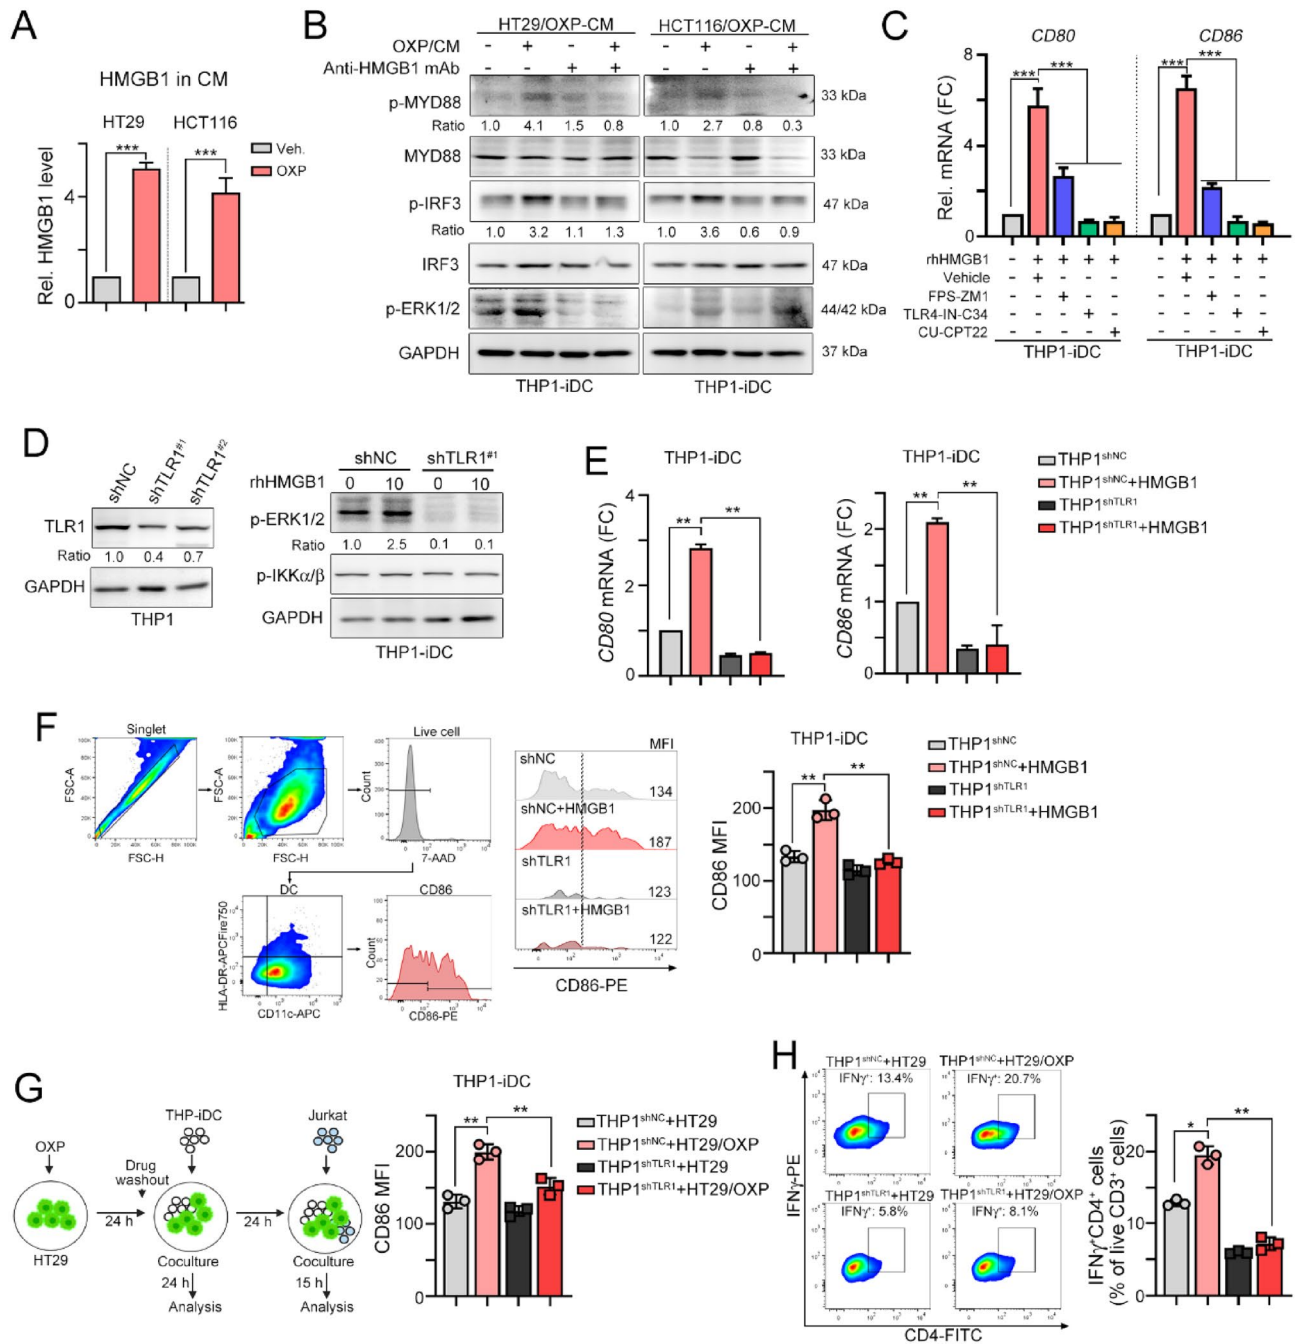 A
HMGB1 in CM
HT29 HCT116
*** ***
Veh.
OXP
Rel. HMGB1 level
4
0
B
HT29/OXP-CM HCT116/OXP-CM
OXP/CM - + - + - + - +
Anti-HMGB1 mAb - - + + - - + +
p-MYD88 33 kDa
Ratio 1.0 4.1 1.5 0.8 1.0 2.7 0.8 0.3
MYD88 33 kDa
p-IRF3 47 kDa
Ratio 1.0 3.2 1.1 1.3 1.0 3.6 0.6 0.9
IRF3 47 kDa
p-ERK1/2 44/42 kDa
GAPDH 37 kDa
THP1-iDC THP1-iDC
C
CD80 CD86
*** *** *** ***
Rel. mRNA (FC)
8
4
0
rhHMGB1 - + + + + - + + + +
Vehicle - + - - - - + - - -
FPS-ZM1 - - + - - - - + - -
TLR4-IN-C34 - - - + - - - - + -
CU-CPT22 - - - - + - - - - +
THP1-iDC THP1-iDC
D
shNC shTLR1#1 shTLR1#2
TLR1
Ratio 1.0 0.4 0.7
GAPDH
THP1
shNC shTLR1#1
rhHMGB1 0 10 0 10
p-ERK1/2
Ratio 1.0 2.5 0.1 0.1
p-IKKα/β
GAPDH
THP1-iDC
E
THP1-iDC
** **
CD80 mRNA (FC)
4
2
0
THP1-iDC
** **
CD86 mRNA (FC)
2
1
0
THP1shNC
THP1shNC+HMGB1
THP1shTLR1
THP1shTLR1+HMGB1
F
Singlet
FSC-A
FSC-H
FSC-A
FSC-H
Live cell
Count
7-AAD
DC
HLA-DR-APCFire750
CD11c-APC
CD86
Count
CD86-PE
MFI
shNC
134
shNC+HMGB1
187
shTLR1
123
shTLR1+HMGB1
122
CD86-PE
THP1-iDC
** **
CD86 MFI
200
100
0
THP1shNC
THP1shNC+HMGB1
THP1shTLR1
THP1shTLR1+HMGB1
G
THP-iDC Jurkat
OXP
Drug
washout
24 h 24 h
HT29 Coculture Coculture
24 h 15 h
Analysis Analysis
THP1-iDC
** **
CD86 MFI
200
100
0
THP1shNC+HT29
THP1shNC+HT29/OXP
THP1shTLR1+HT29
THP1shTLR1+HT29/OXP
H
THP1shNC+HT29 THP1shNC+HT29/OXP
IFNγ+: 13.4% IFNγ+: 20.7%
THP1shTLR1+HT29 THP1shTLR1+HT29/OXP
IFNγ+: 5.8% IFNγ+: 8.1%
IFNγ-PE
CD4-FITC
* **
IFNγ+CD4+ cells
(% of live CD3+ cells)
20
10
0